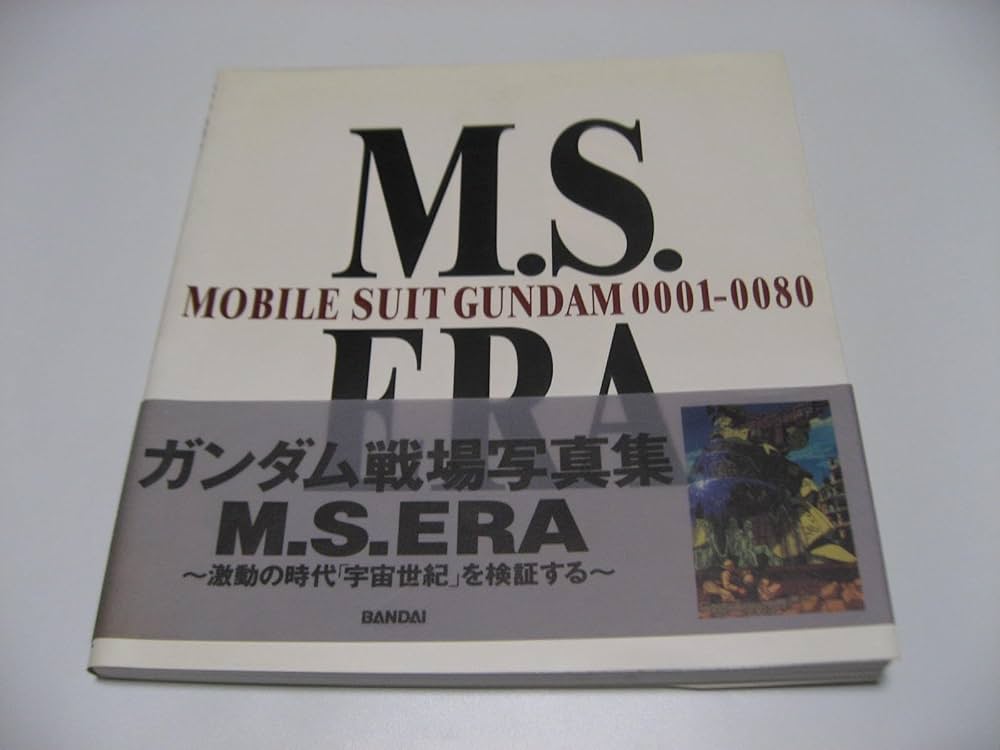 M.S.
MOBILE SUIT GUNDAM 0001-0080
ERA
ガンダム戦場写真集
M.S.ERA
～激動の時代「宇宙世紀」を検証する～
BANDAI